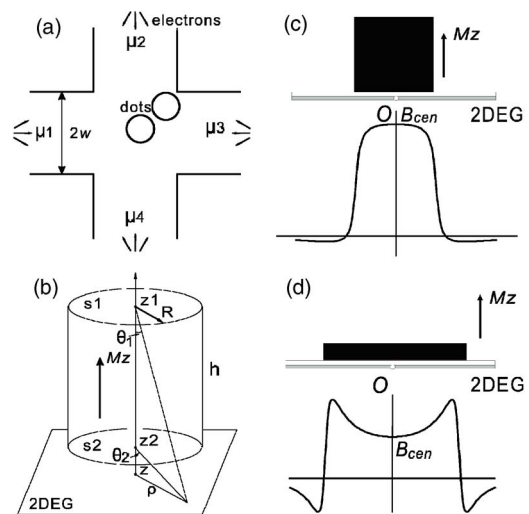 (a)
μ2
electrons
dots
μ1
2w
μ3
μ4
(b)
s1
z1
R
θ1
Mz
h
s2
z2
θ2
z
ρ
2DEG
(c)
Mz
O
Bcen
2DEG
(d)
Mz
O
2DEG
Bcen